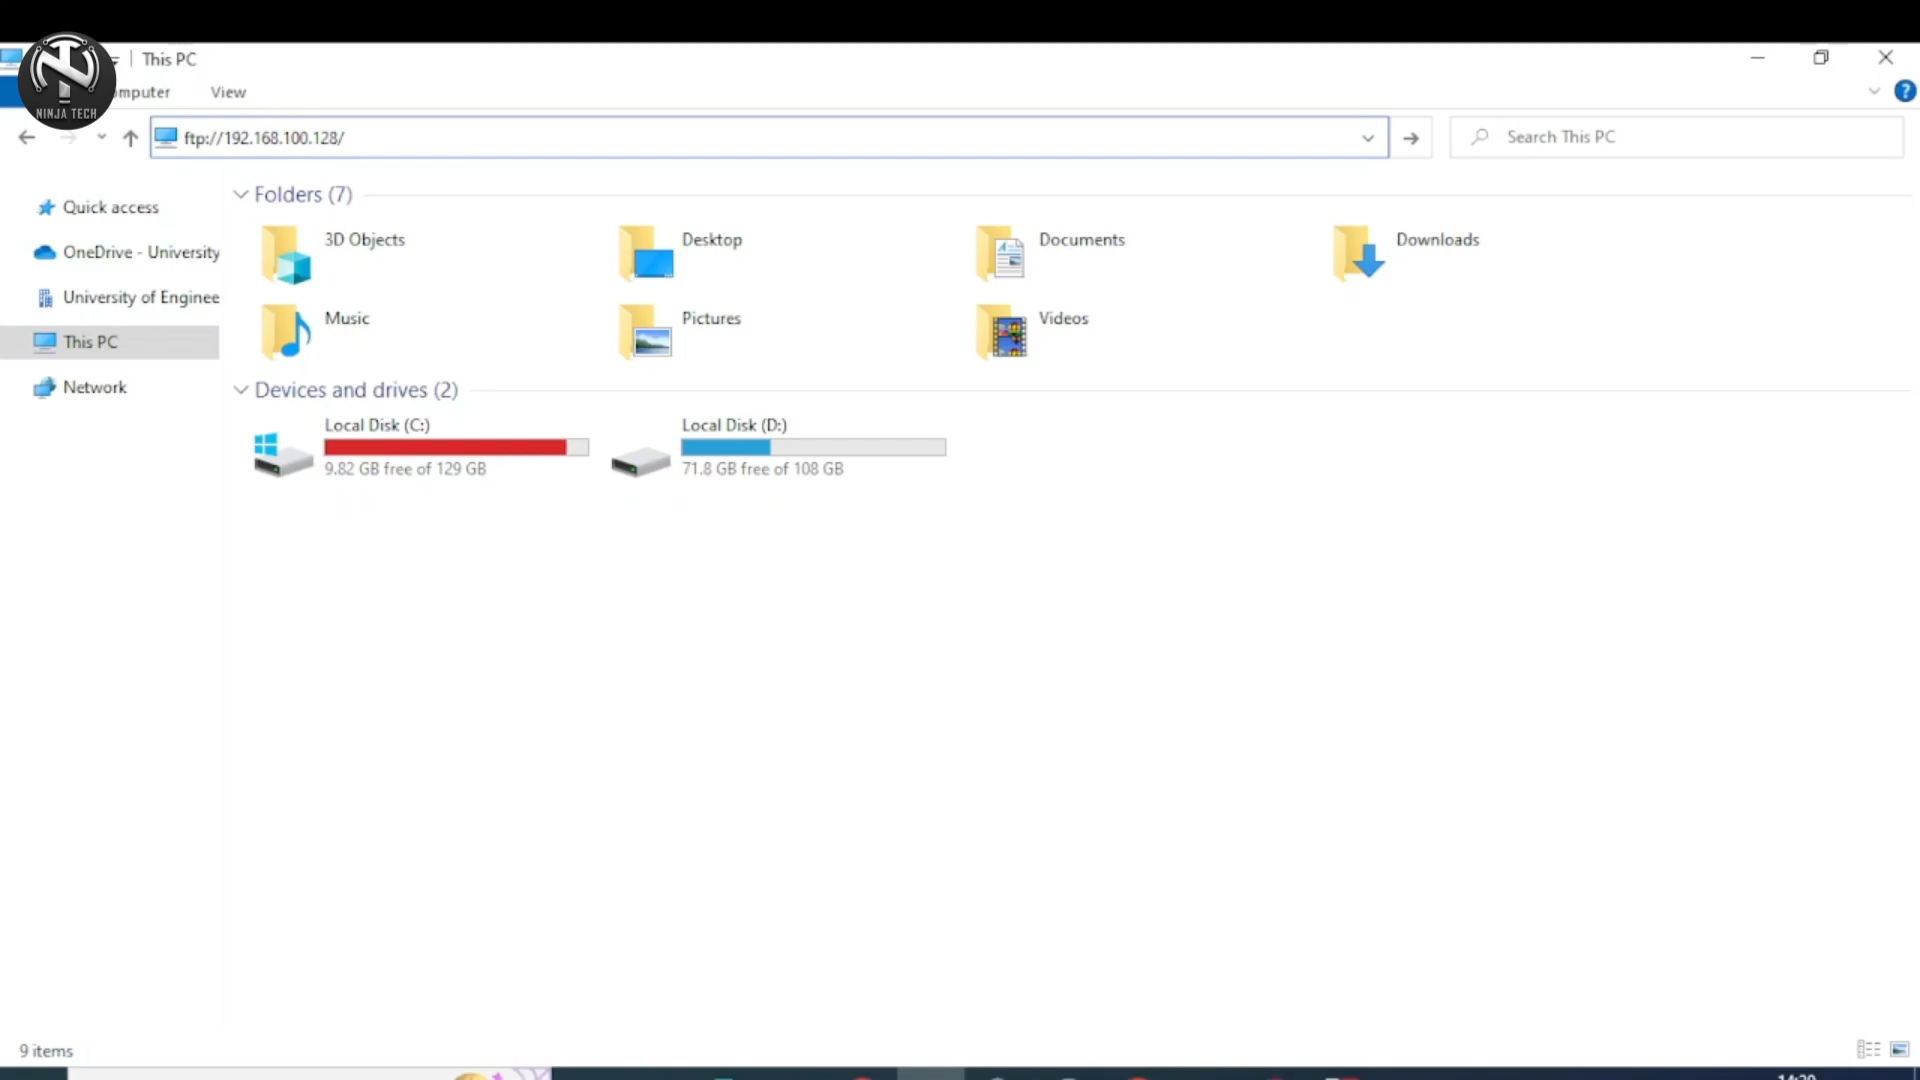 This PC
NINJA TECH
omputer View
ftp://192.168.100.128/
Search This PC
Quick access
OneDrive - University
University of Enginee
This PC
Network
Folders (7)
3D Objects
Desktop
Documents
Downloads
Music
Pictures
Videos
Devices and drives (2)
Local Disk (C:)
9.82 GB free of 129 GB
Local Disk (D:)
71.8 GB free of 108 GB
9 items